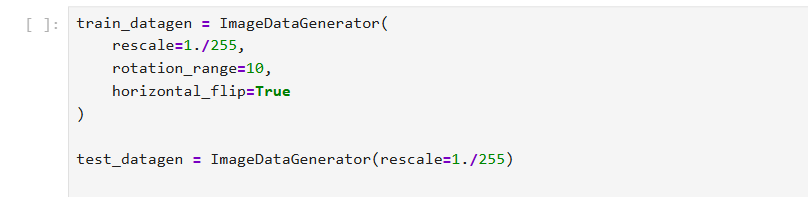 [ ]: train_datagen = ImageDataGenerator(
    rescale=1./255,
    rotation_range=10,
    horizontal_flip=True
)

test_datagen = ImageDataGenerator(rescale=1./255)